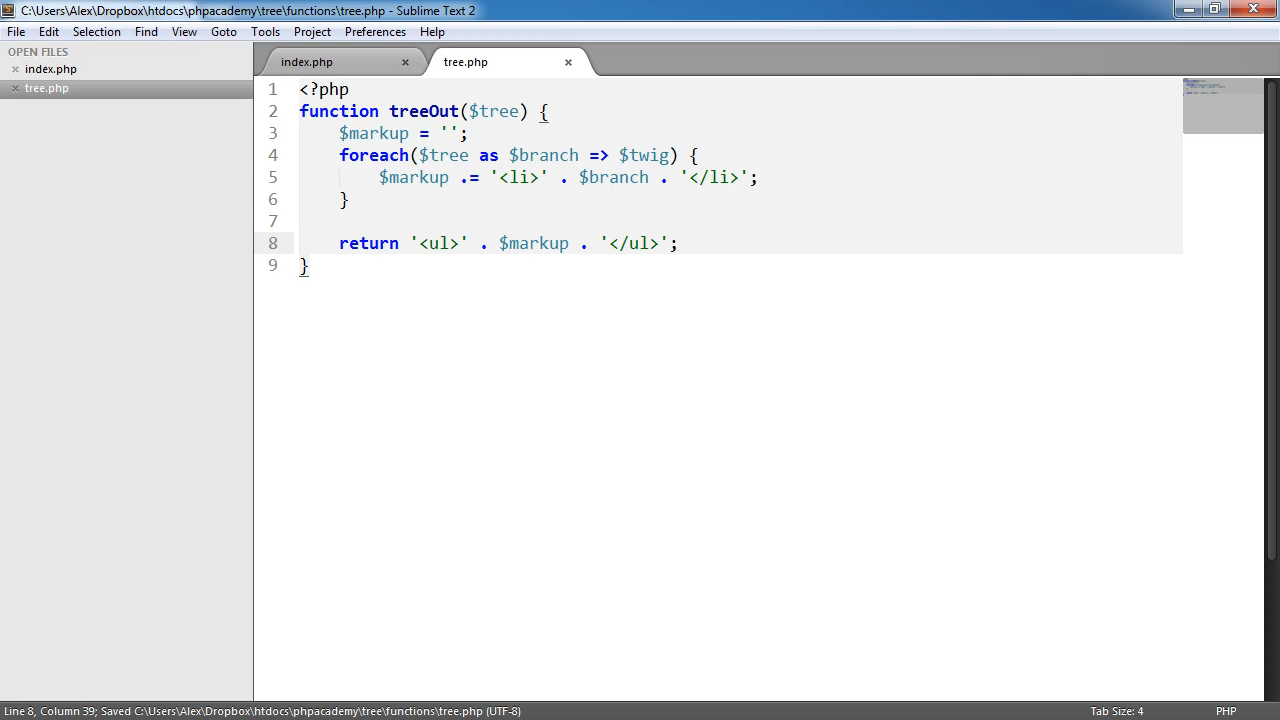 C:\Users\Alex\Dropbox\htdocs\phpacademy\tree\functions\tree.php - Sublime Text 2
File Edit Selection Find View Goto Tools Project Preferences Help
OPEN FILES
index.php
tree.php
index.php tree.php
1 <?php
2 function treeOut($tree) {
3     $markup = '';
4     foreach($tree as $branch => $twig) {
5         $markup .= '<li>' . $branch . '</li>';
6     }
7
8     return '<ul>' . $markup . '</ul>';
9 }
Line 8, Column 39; Saved C:\Users\Alex\Dropbox\htdocs\phpacademy\tree\functions\tree.php (UTF-8) Tab Size: 4 PHP